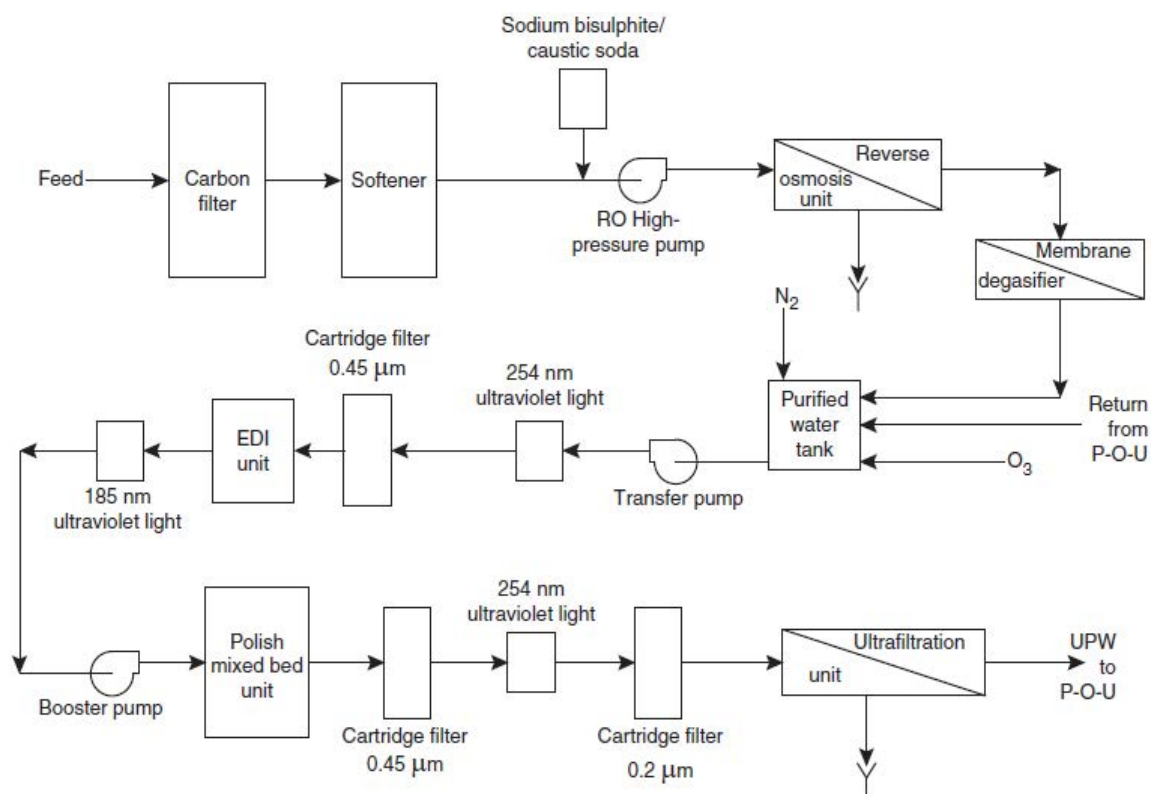 Sodium bisulphite/
caustic soda
Feed
Carbon
filter
Softener
RO High-
pressure pump
Reverse
osmosis
unit
Membrane
degasifier
N2
Cartridge filter
0.45 μm
254 nm
ultraviolet light
Purified
water
tank
Return
from
P-O-U
O3
EDI
unit
185 nm
ultraviolet light
Transfer pump
254 nm
ultraviolet light
Polish
mixed bed
unit
Booster pump
Cartridge filter
0.45 μm
Cartridge filter
0.2 μm
Ultrafiltration
unit
UPW
to
P-O-U